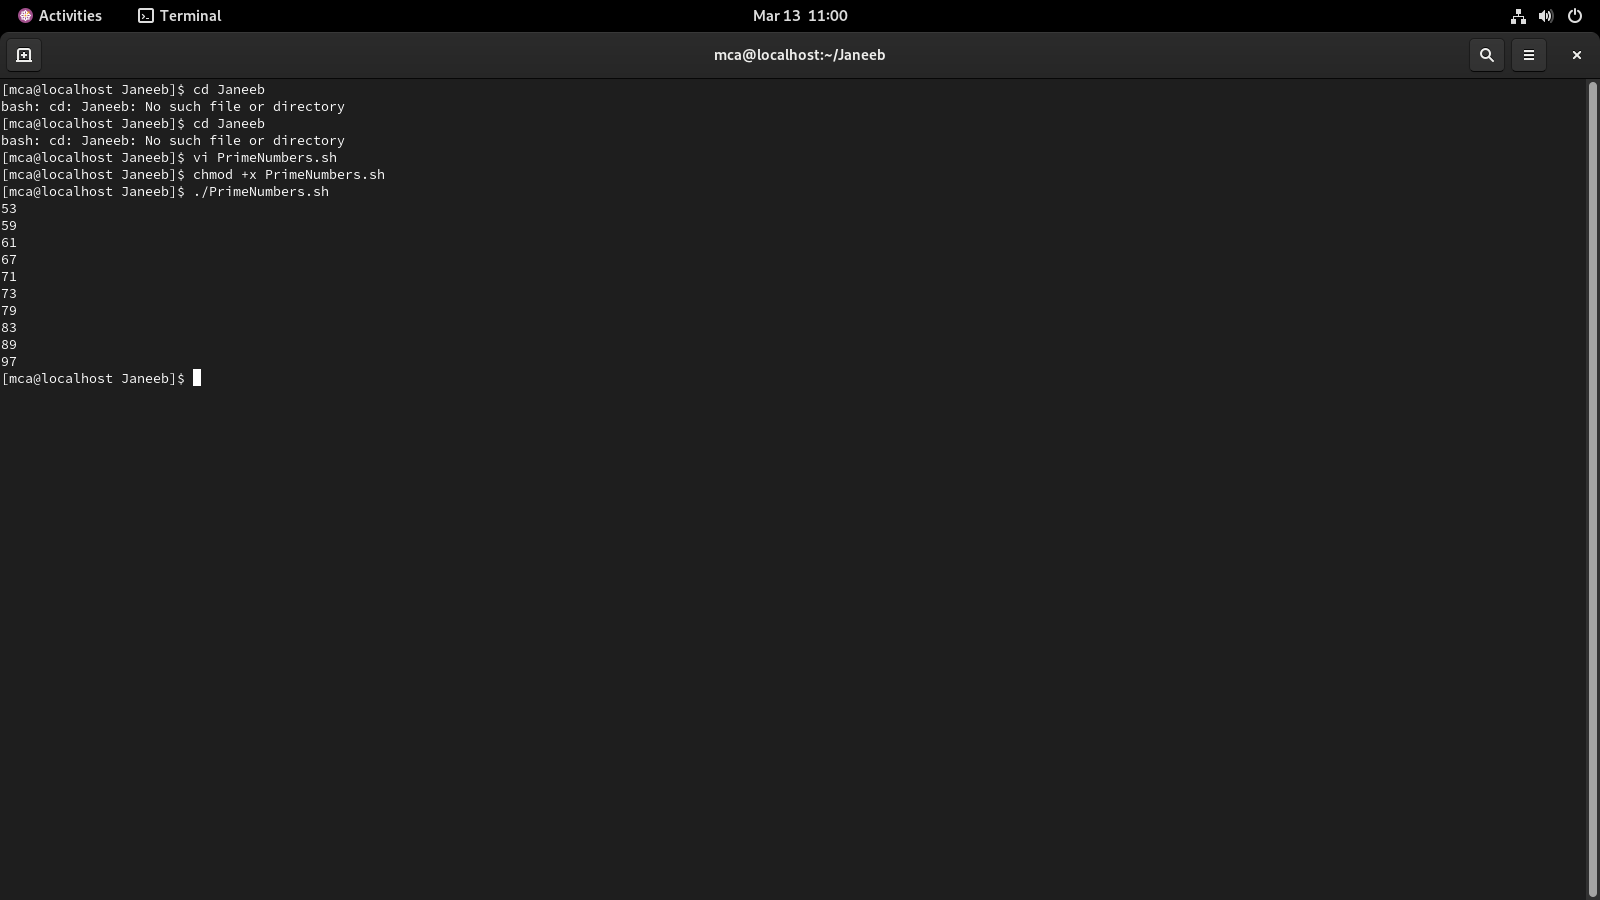 Activities Terminal Mar 13 11:00
mca@localhost:~/Janeeb
[mca@localhost Janeeb]$ cd Janeeb
bash: cd: Janeeb: No such file or directory
[mca@localhost Janeeb]$ cd Janeeb
bash: cd: Janeeb: No such file or directory
[mca@localhost Janeeb]$ vi PrimeNumbers.sh
[mca@localhost Janeeb]$ chmod +x PrimeNumbers.sh
[mca@localhost Janeeb]$ ./PrimeNumbers.sh
53
59
61
67
71
73
79
83
89
97
[mca@localhost Janeeb]$